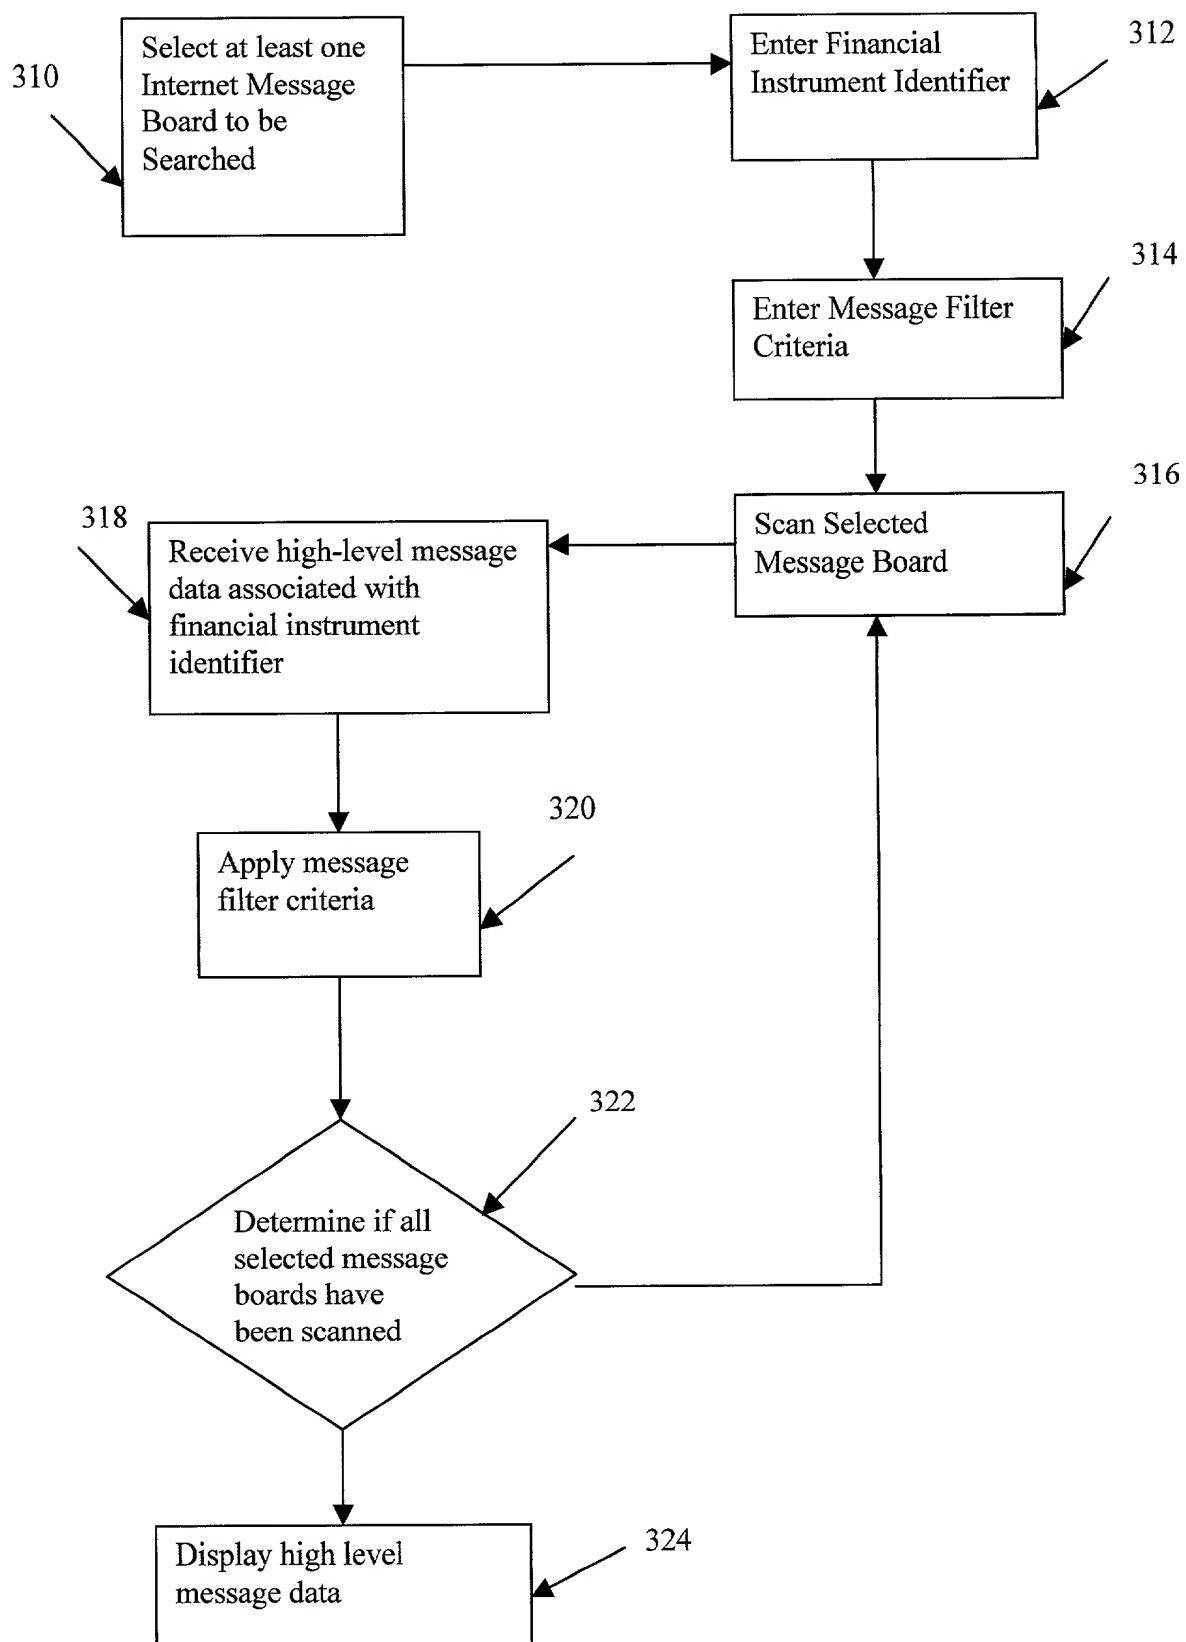 310
Select at least one
Internet Message
Board to be
Searched
Enter Financial
Instrument Identifier
312
314
Enter Message Filter
Criteria
316
Scan Selected
Message Board
318
Receive high-level message
data associated with
financial instrument
identifier
320
Apply message
filter criteria
322
Determine if all
selected message
boards have
been scanned
Display high level
message data
324